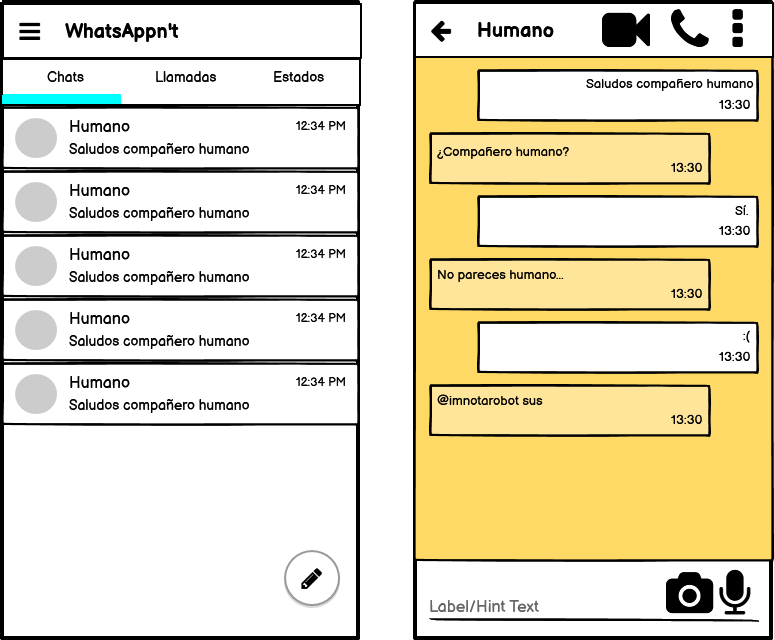 WhatsAppn't
Chats Llamadas Estados
Humano 12:34 PM
Saludos compañero humano
Humano 12:34 PM
Saludos compañero humano
Humano 12:34 PM
Saludos compañero humano
Humano 12:34 PM
Saludos compañero humano
Humano 12:34 PM
Saludos compañero humano
Humano
Saludos compañero humano
13:30
¿Compañero humano?
13:30
Sí.
13:30
No pareces humano...
13:30
:(
13:30
@imnotarobot sus
13:30
Label/Hint Text